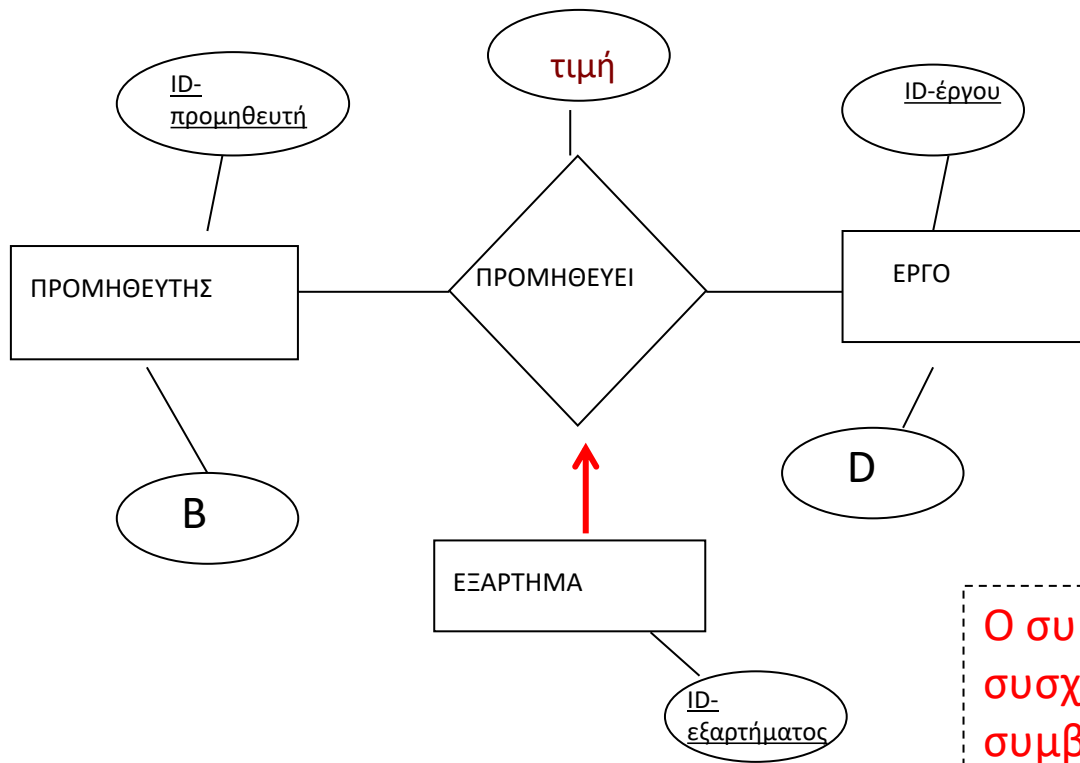 τιμή
ID-
προμηθευτή
ID-έργου
ΠΡΟΜΗΘΕΥΤΗΣ
ΠΡΟΜΗΘΕΥΕΙ
ΕΡΓΟ
B
D
ΕΞΑΡΤΗΜΑ
ID-
εξαρτήματος
Ο συ
συσχ
συμβ